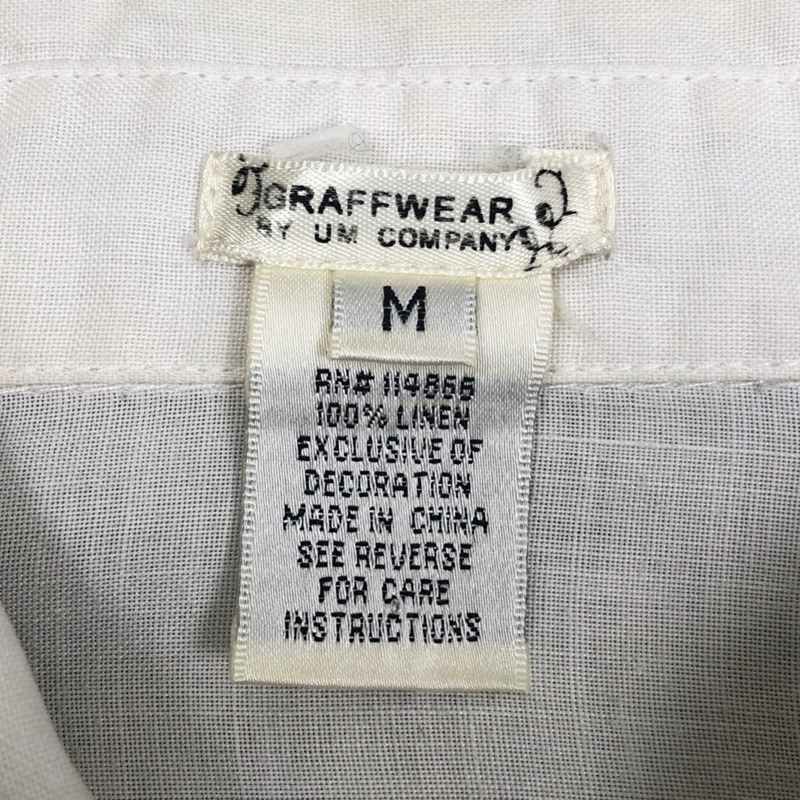 GRAFFWEAR
BY UM COMPANY
M
RN# 114866
100% LINEN
EXCLUSIVE OF
DECORATION
MADE IN CHINA
SEE REVERSE
FOR CARE
INSTRUCTIONS